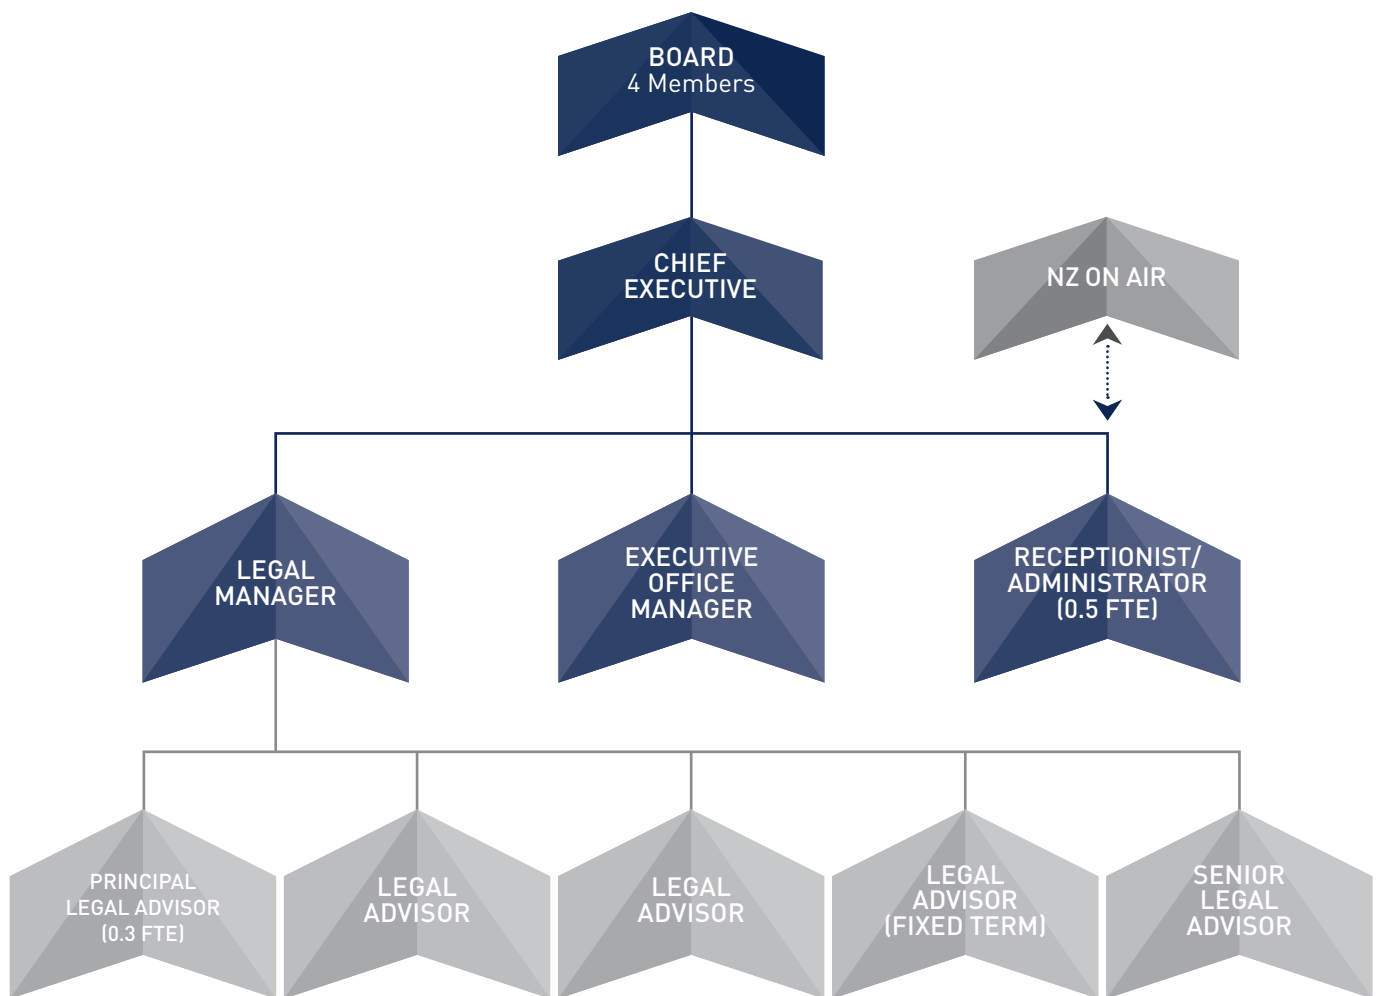 BOARD
4 Members
CHIEF
EXECUTIVE
NZ ON AIR
LEGAL
MANAGER
EXECUTIVE
OFFICE
MANAGER
RECEPTIONIST/
ADMINISTRATOR
(0.5 FTE)
PRINCIPAL
LEGAL ADVISOR
(0.3 FTE)
LEGAL
ADVISOR
LEGAL
ADVISOR
LEGAL
ADVISOR
(FIXED TERM)
SENIOR
LEGAL
ADVISOR